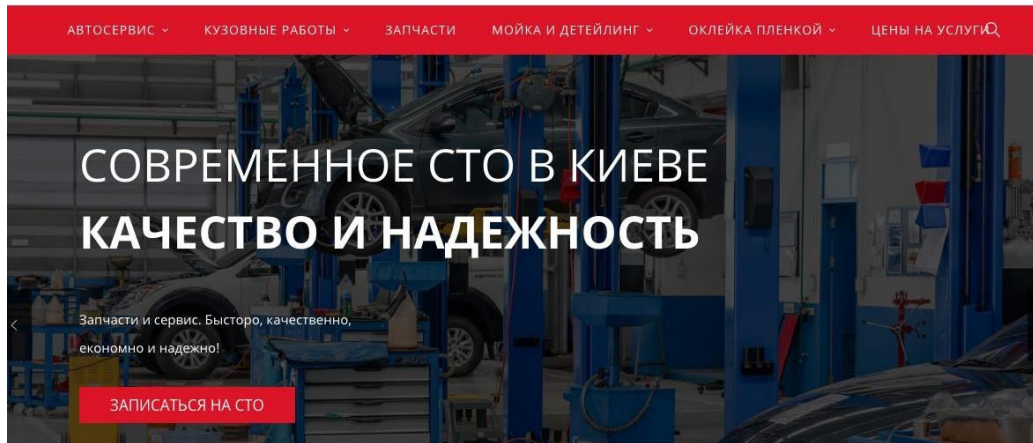 АВТОСЕРВИС КУЗОВНЫЕ РАБОТЫ ЗАПЧАСТИ МОЙКА И ДЕТЕЙЛИНГ ОКЛЕЙКА ПЛЕНКОЙ ЦЕНЫ НА УСЛУГИ
СОВРЕМЕННОЕ СТО В КИЕВЕ
КАЧЕСТВО И НАДЕЖНОСТЬ
Запчасти и сервис. Бысторо, качественно,
економно и надежно!
ЗАПИСАТЬСЯ НА СТО